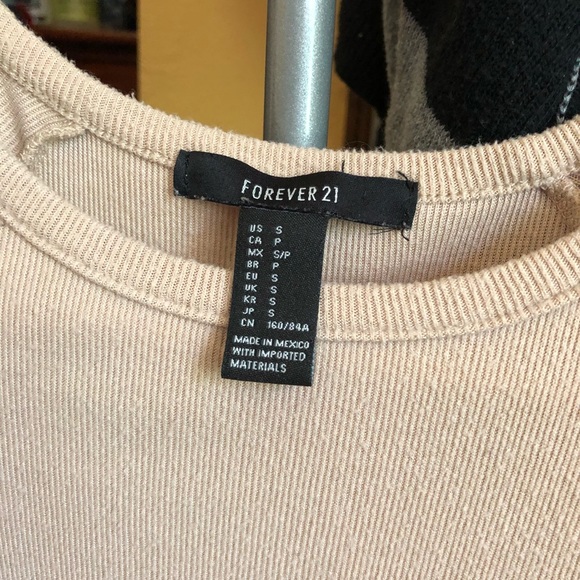 FOREVER 21
US S
CA P
MX S/P
BR P
EU S
UK S
KR S
JP S
CN 160/84A
MADE IN MEXICO
WITH IMPORTED
MATERIALS